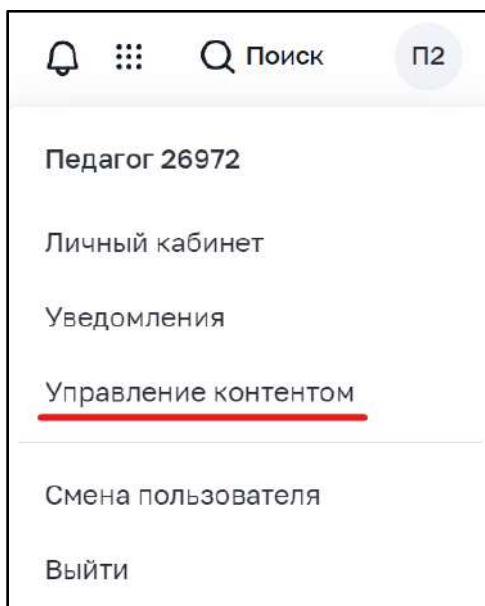 Поиск П2
Педагог 26972
Личный кабинет
Уведомления
Управление контентом
Смена пользователя
Выйти